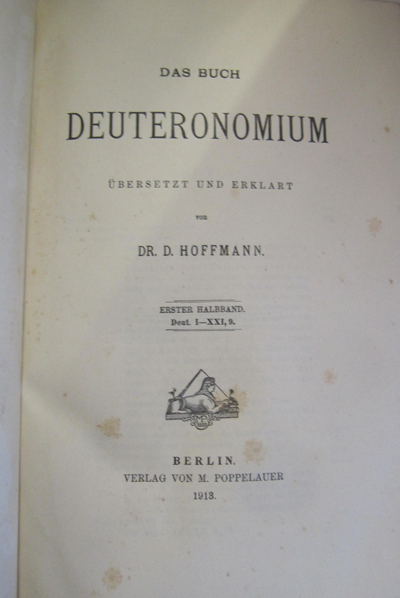 DAS BUCH
DEUTERONOMIUM
ÜBERSETZT UND ERKLÄRT
VON
DR. D. HOFFMANN.
ERSTER HALBBAND.
Deut. I—XXI, 9.
BERLIN.
VERLAG VON M. POPPELAUER
1913.